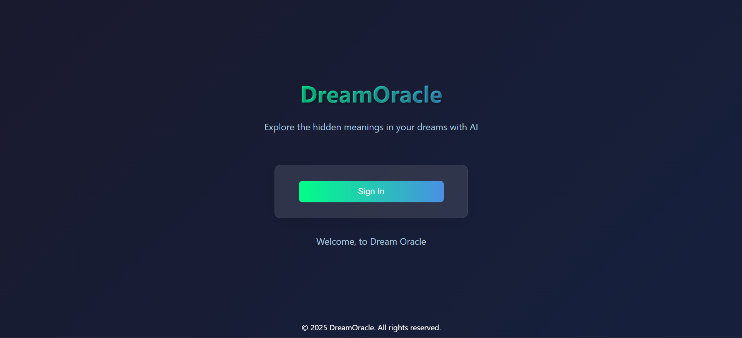 DreamOracle
Explore the hidden meanings in your dreams with AI
Sign In
Welcome, to Dream Oracle
© 2025 DreamOracle. All rights reserved.